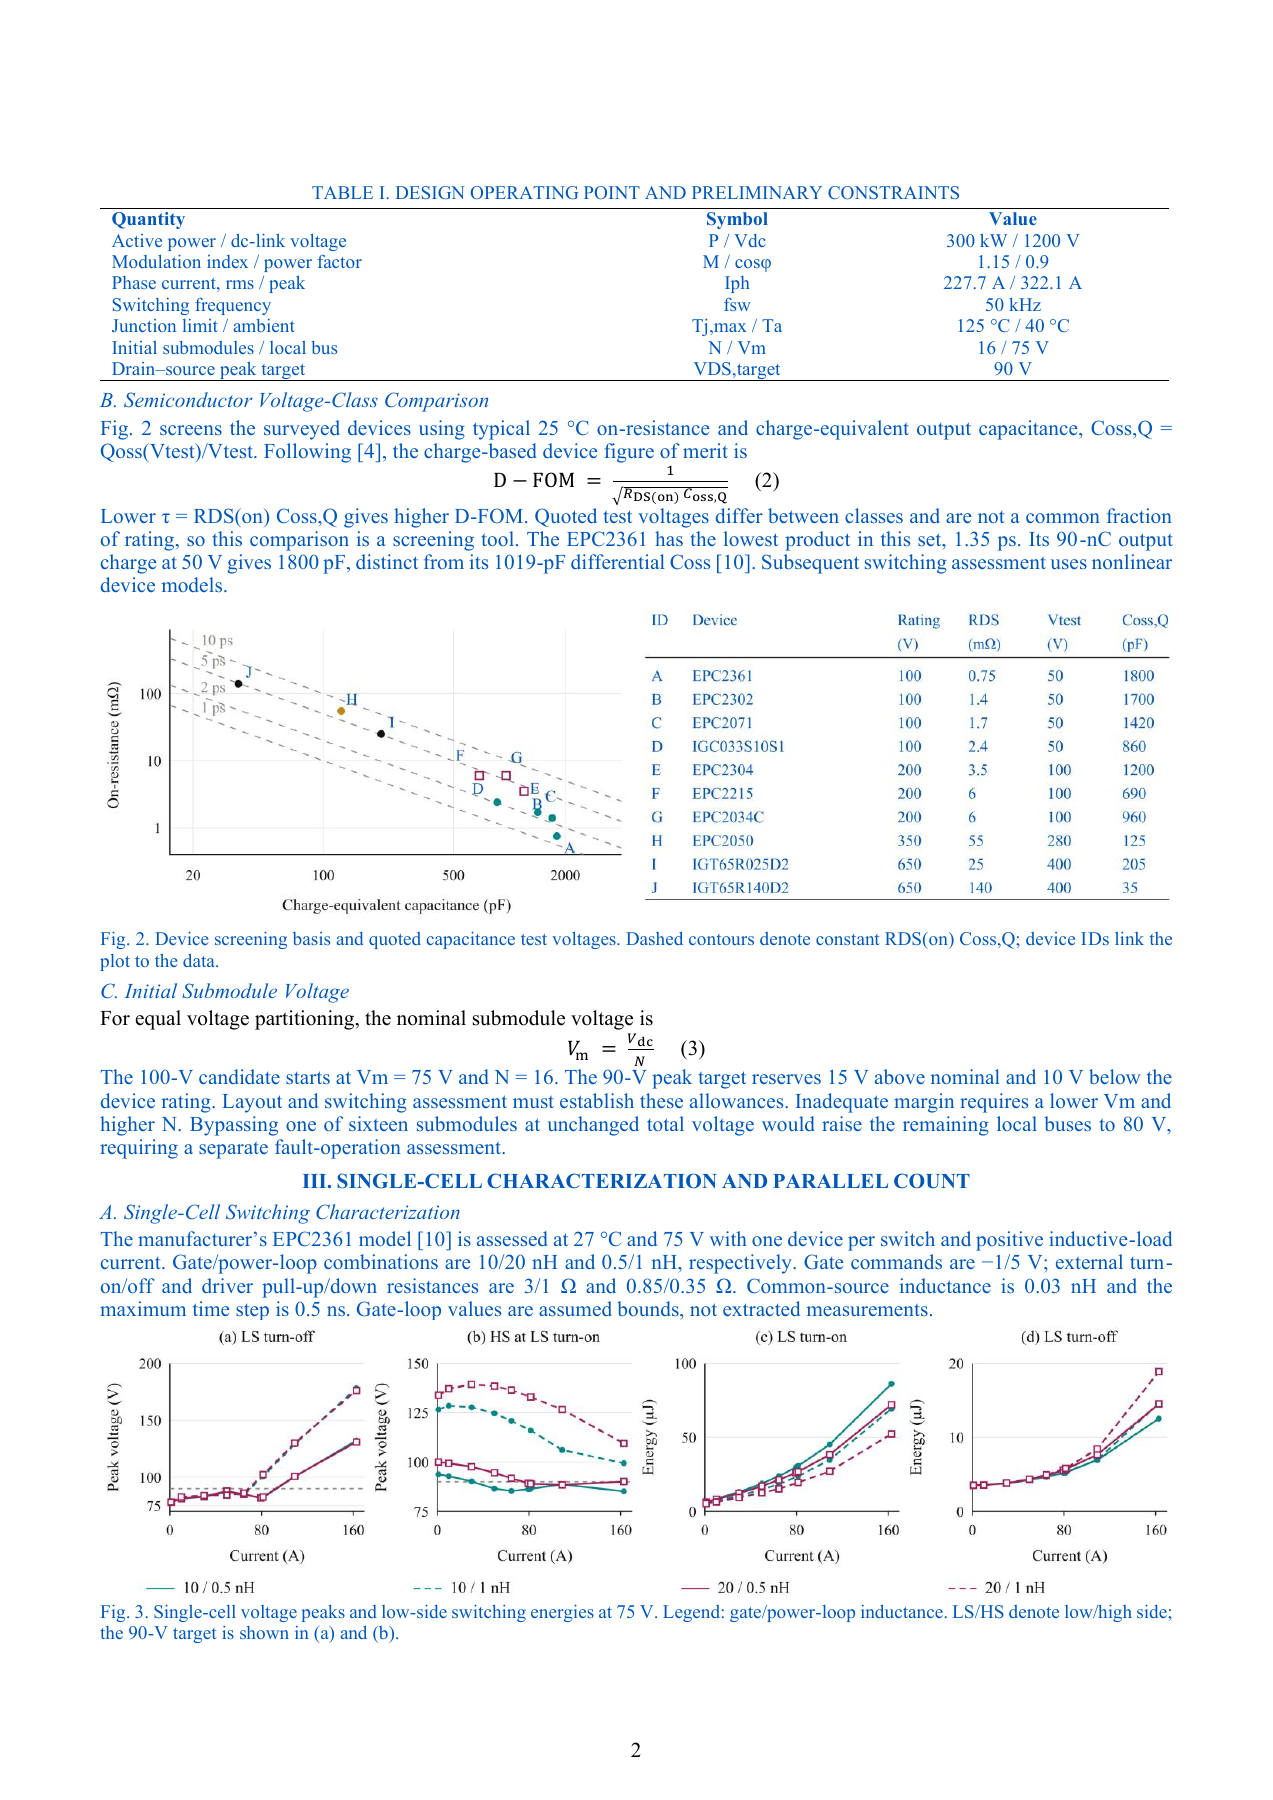 TABLE I. DESIGN OPERATING POINT AND PRELIMINARY CONSTRAINTS
Quantity Symbol Value
Active power / dc-link voltage P / Vdc 300 kW / 1200 V
Modulation index / power factor M / cosφ 1.15 / 0.9
Phase current, rms / peak Iph 227.7 A / 322.1 A
Switching frequency fsw 50 kHz
Junction limit / ambient Tj,max / Ta 125 °C / 40 °C
Initial submodules / local bus N / Vm 16 / 75 V
Drain–source peak target VDS,target 90 V
B. Semiconductor Voltage-Class Comparison
Fig. 2 screens the surveyed devices using typical 25 °C on-resistance and charge-equivalent output capacitance, Coss,Q =
Qoss(Vtest)/Vtest. Following [4], the charge-based device figure of merit is
D − FOM = 1 / √RDS(on) Coss,Q (2)
Lower τ = RDS(on) Coss,Q gives higher D-FOM. Quoted test voltages differ between classes and are not a common fraction
of rating, so this comparison is a screening tool. The EPC2361 has the lowest product in this set, 1.35 ps. Its 90-nC output
charge at 50 V gives 1800 pF, distinct from its 1019-pF differential Coss [10]. Subsequent switching assessment uses nonlinear
device models.
10 ps
5 ps
2 ps
1 ps
J
H
I
F
G
D
E
C
B
A
100
10
1
On-resistance (mΩ)
20 100 500 2000
Charge-equivalent capacitance (pF)
ID Device Rating RDS Vtest Coss,Q
(V) (mΩ) (V) (pF)
A EPC2361 100 0.75 50 1800
B EPC2302 100 1.4 50 1700
C EPC2071 100 1.7 50 1420
D IGC033S10S1 100 2.4 50 860
E EPC2304 200 3.5 100 1200
F EPC2215 200 6 100 690
G EPC2034C 200 6 100 960
H EPC2050 350 55 280 125
I IGT65R025D2 650 25 400 205
J IGT65R140D2 650 140 400 35
Fig. 2. Device screening basis and quoted capacitance test voltages. Dashed contours denote constant RDS(on) Coss,Q; device IDs link the
plot to the data.
C. Initial Submodule Voltage
For equal voltage partitioning, the nominal submodule voltage is
Vm = Vdc / N (3)
The 100-V candidate starts at Vm = 75 V and N = 16. The 90-V peak target reserves 15 V above nominal and 10 V below the
device rating. Layout and switching assessment must establish these allowances. Inadequate margin requires a lower Vm and
higher N. Bypassing one of sixteen submodules at unchanged total voltage would raise the remaining local buses to 80 V,
requiring a separate fault-operation assessment.
III. SINGLE-CELL CHARACTERIZATION AND PARALLEL COUNT
A. Single-Cell Switching Characterization
The manufacturer's EPC2361 model [10] is assessed at 27 °C and 75 V with one device per switch and positive inductive-load
current. Gate/power-loop combinations are 10/20 nH and 0.5/1 nH, respectively. Gate commands are −1/5 V; external turn-
on/off and driver pull-up/down resistances are 3/1 Ω and 0.85/0.35 Ω. Common-source inductance is 0.03 nH and the
maximum time step is 0.5 ns. Gate-loop values are assumed bounds, not extracted measurements.
(a) LS turn-off
200
150
100
75
Peak voltage (V)
0 80 160
Current (A)
(b) HS at LS turn-on
150
125
100
75
Peak voltage (V)
0 80 160
Current (A)
(c) LS turn-on
100
50
0
Energy (μJ)
0 80 160
Current (A)
(d) LS turn-off
20
10
0
Energy (μJ)
0 80 160
Current (A)
10 / 0.5 nH 10 / 1 nH 20 / 0.5 nH 20 / 1 nH
Fig. 3. Single-cell voltage peaks and low-side switching energies at 75 V. Legend: gate/power-loop inductance. LS/HS denote low/high side;
the 90-V target is shown in (a) and (b).
2